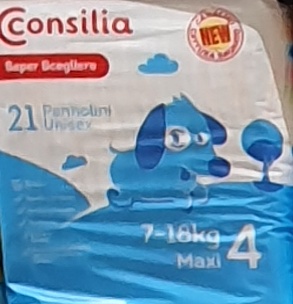 Consilia
NEW
Saper Scegliere
21 Pannolini
Unisex
7-18kg
Maxi 4